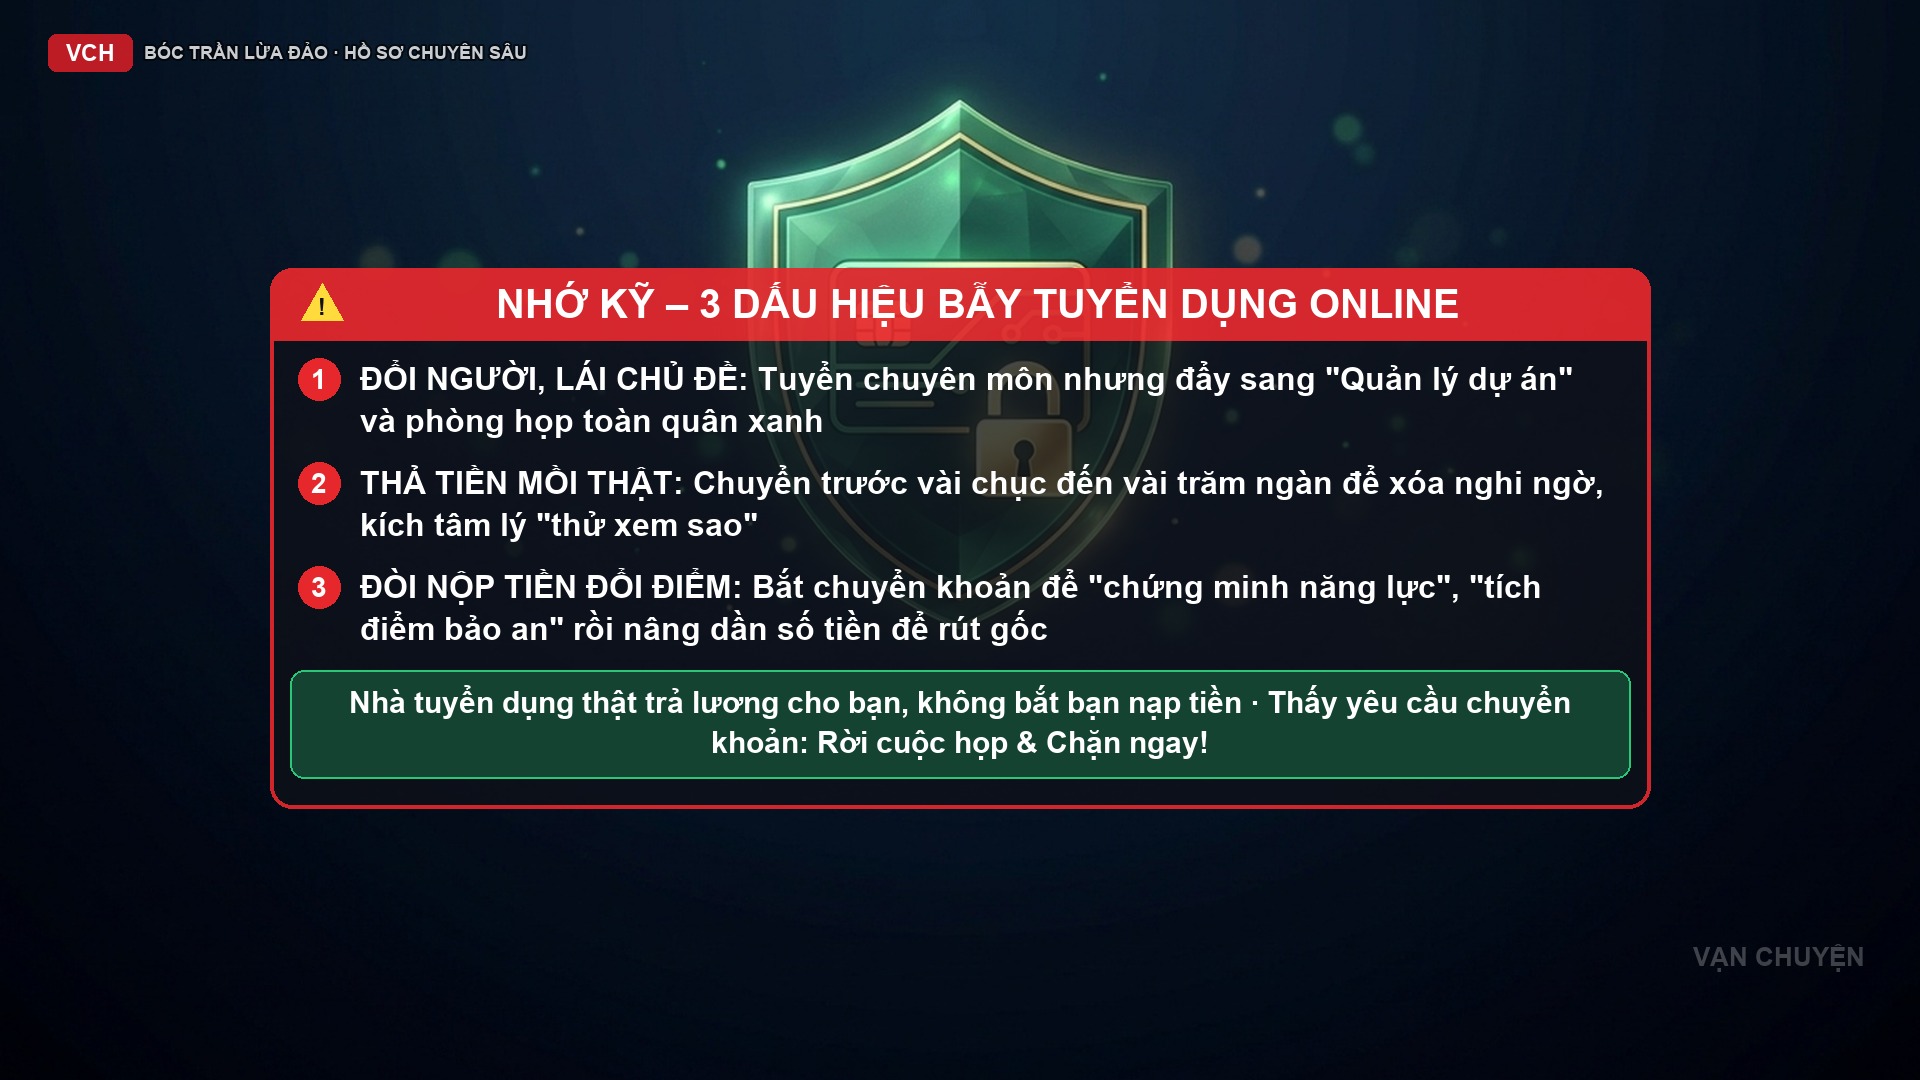 VCH BÓC TRẦN LỪA ĐẢO · HỒ SƠ CHUYÊN SÂU
NHỚ KỸ – 3 DẤU HIỆU BẪY TUYỂN DỤNG ONLINE
1 ĐỔI NGƯỜI, LÁI CHỦ ĐỀ: Tuyển chuyên môn nhưng đẩy sang "Quản lý dự án"
và phòng họp toàn quân xanh
2 THẢ TIỀN MỒI THẬT: Chuyển trước vài chục đến vài trăm ngàn để xóa nghi ngờ,
kích tâm lý "thử xem sao"
3 ĐÒI NỘP TIỀN ĐỔI ĐIỂM: Bắt chuyển khoản để "chứng minh năng lực", "tích
điểm bảo an" rồi nâng dần số tiền để rút gốc
Nhà tuyển dụng thật trả lương cho bạn, không bắt bạn nạp tiền · Thấy yêu cầu chuyển
khoản: Rời cuộc họp & Chặn ngay!
VẠN CHUYỆN